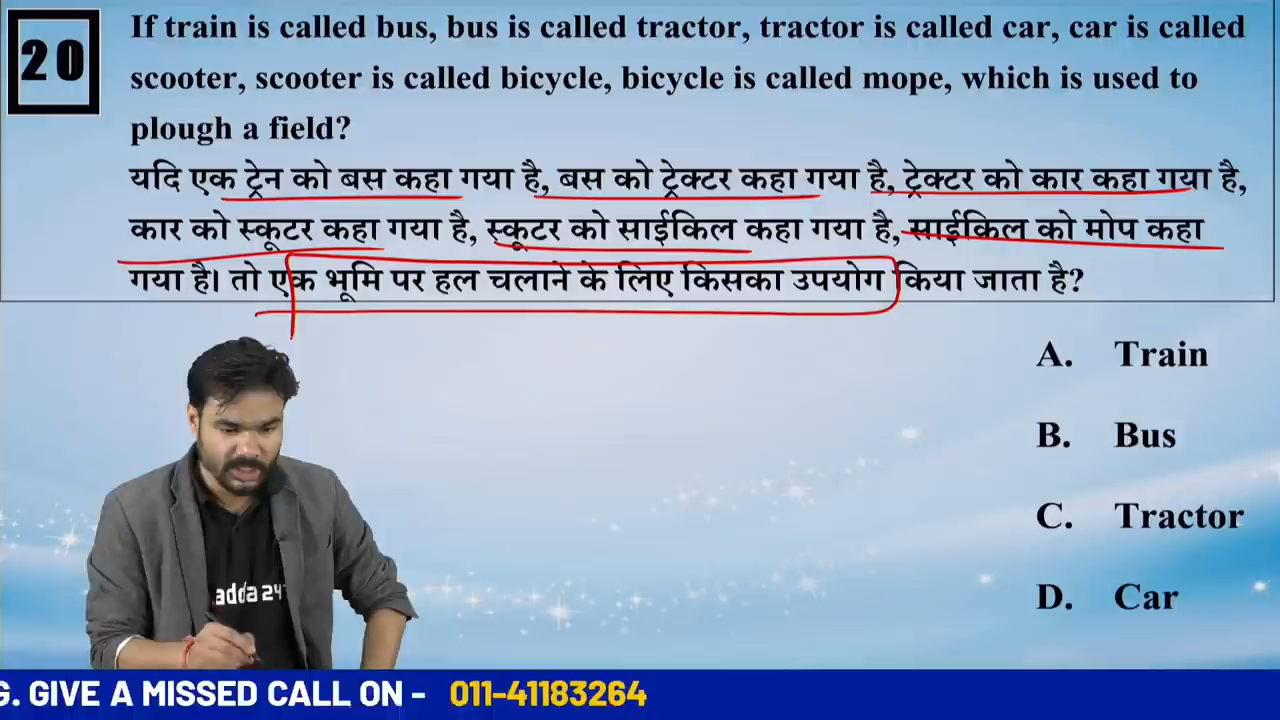 20
If train is called bus, bus is called tractor, tractor is called car, car is called
scooter, scooter is called bicycle, bicycle is called mope, which is used to
plough a field?
यदि एक ट्रेन को बस कहा गया है, बस को ट्रेक्टर कहा गया है, ट्रेक्टर को कार कहा गया है,
कार को स्कूटर कहा गया है, स्कूटर को साईकिल कहा गया है, साईकिल को मोप कहा
गया है। तो एक भूमि पर हल चलाने के लिए किसका उपयोग किया जाता है?
A. Train
B. Bus
C. Tractor
D. Car
adda 24
G. GIVE A MISSED CALL ON - 011-41183264